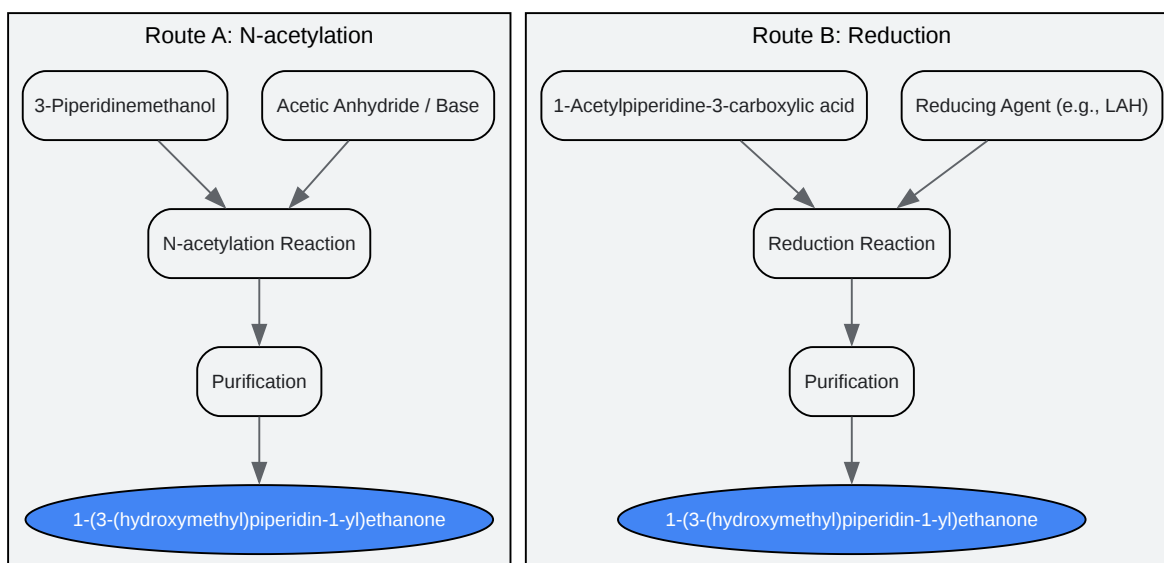 Route A: N-acetylation
3-Piperidinemethanol
Acetic Anhydride / Base
N-acetylation Reaction
Purification
1-(3-(hydroxymethyl)piperidin-1-yl)ethanone
Route B: Reduction
1-Acetylpiperidine-3-carboxylic acid
Reducing Agent (e.g., LAH)
Reduction Reaction
Purification
1-(3-(hydroxymethyl)piperidin-1-yl)ethanone